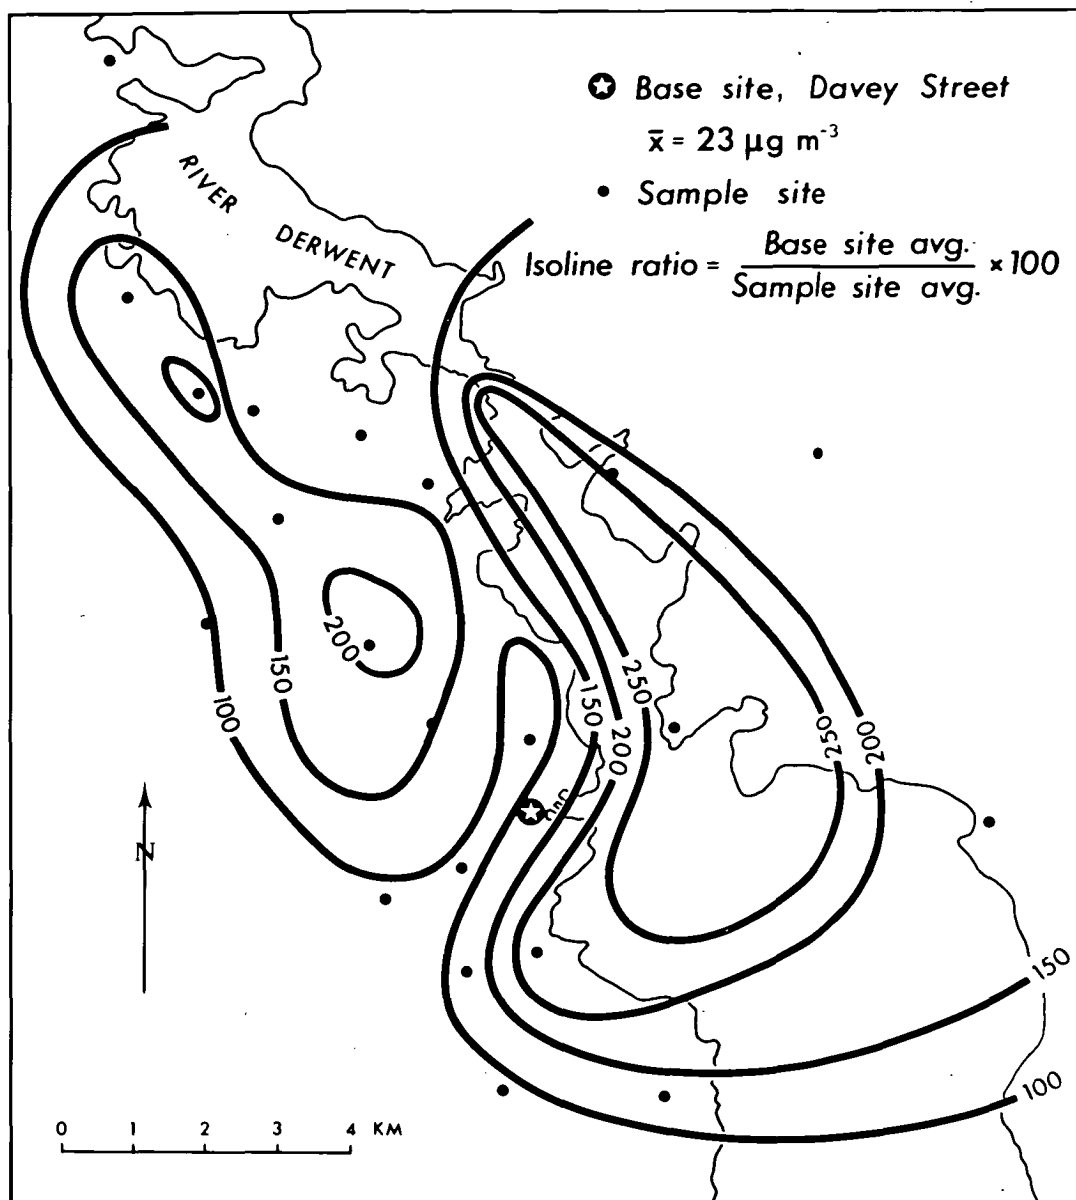 Base site, Davey Street
x̄ = 23 µg m⁻³
Sample site
Isoline ratio = Base site avg. / Sample site avg. × 100
RIVER
DERWENT
200
150
100
150
200
250
250
200
150
100
N
0 1 2 3 4 KM